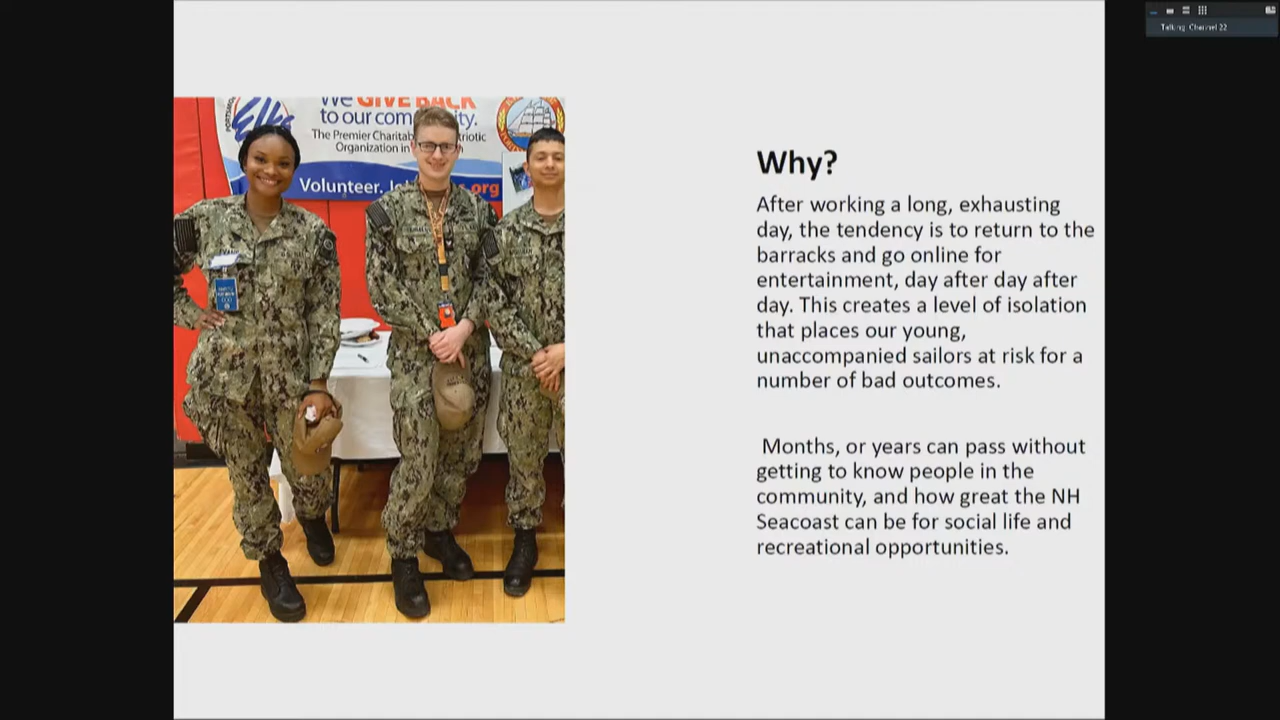 Talking: Channel 22
We GIVE BACK
to our community.
The Premier Charitab
triotic
Organization in
Volunteer.
.org
Elks
Why?
After working a long, exhausting
day, the tendency is to return to the
barracks and go online for
entertainment, day after day after
day. This creates a level of isolation
that places our young,
unaccompanied sailors at risk for a
number of bad outcomes.
Months, or years can pass without
getting to know people in the
community, and how great the NH
Seacoast can be for social life and
recreational opportunities.